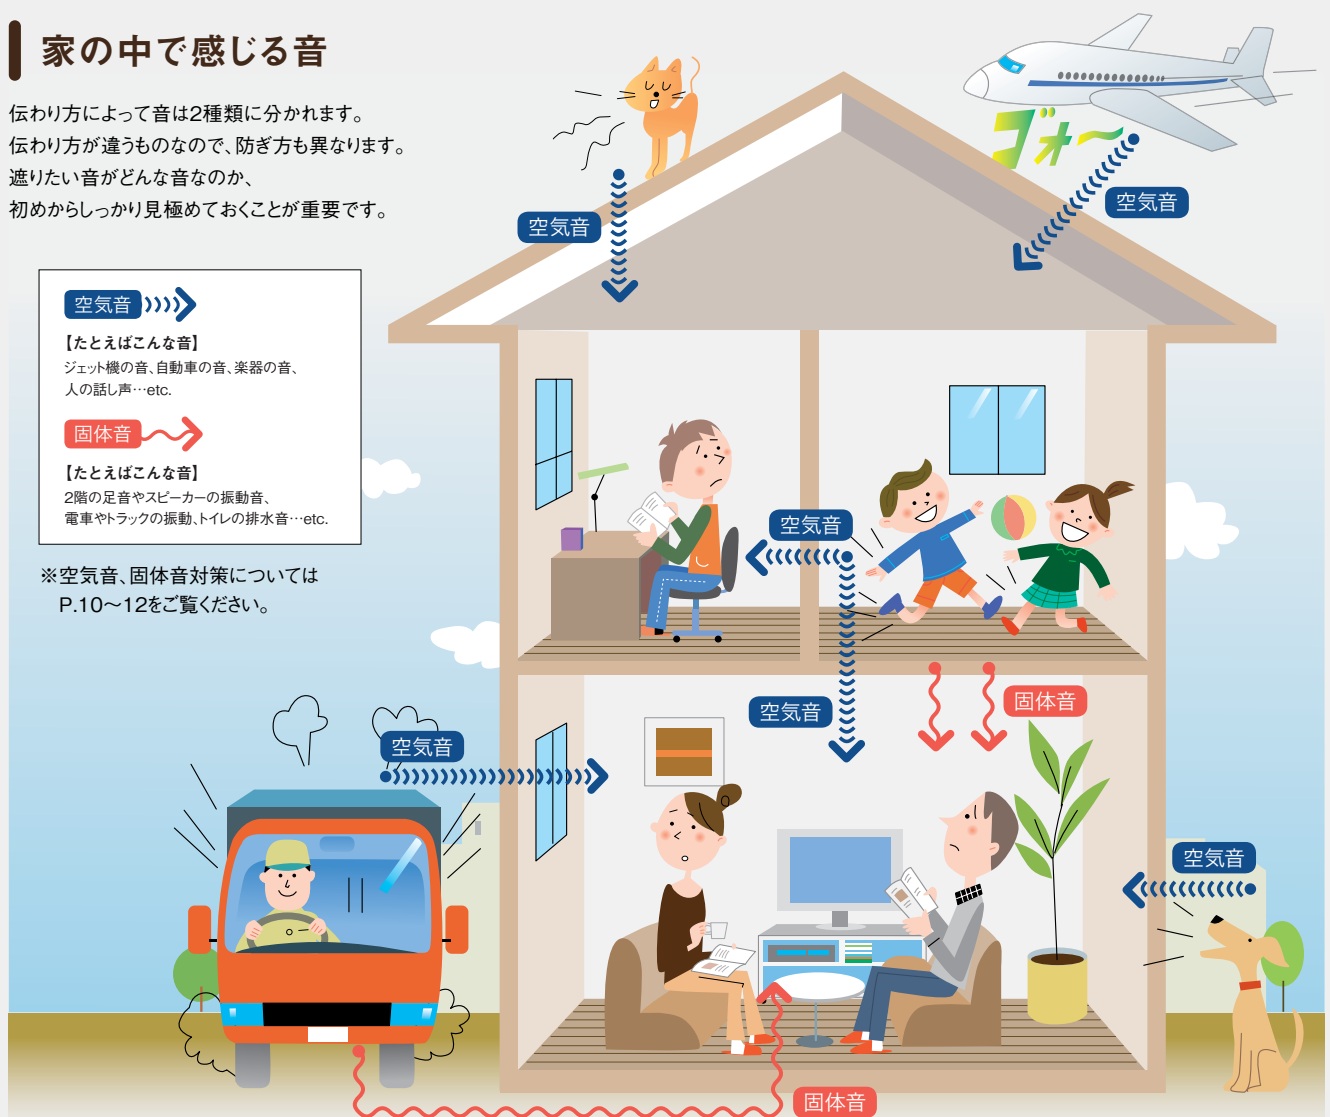 家の中で感じる音
伝わり方によって音は2種類に分かれます。
伝わり方が違うものなので、防ぎ方も異なります。
遮りたい音がどんな音なのか、
初めからしっかり見極めておくことが重要です。
空気音
【たとえばこんな音】
ジェット機の音、自動車の音、楽器の音、
人の話し声…etc.
固体音
【たとえばこんな音】
2階の足音やスピーカーの振動音、
電車やトラックの振動、トイレの排水音…etc.
※空気音、固体音対策については
P.10〜12をご覧ください。
ゴォ〜
空気音
空気音
空気音
空気音
固体音
空気音
空気音
固体音